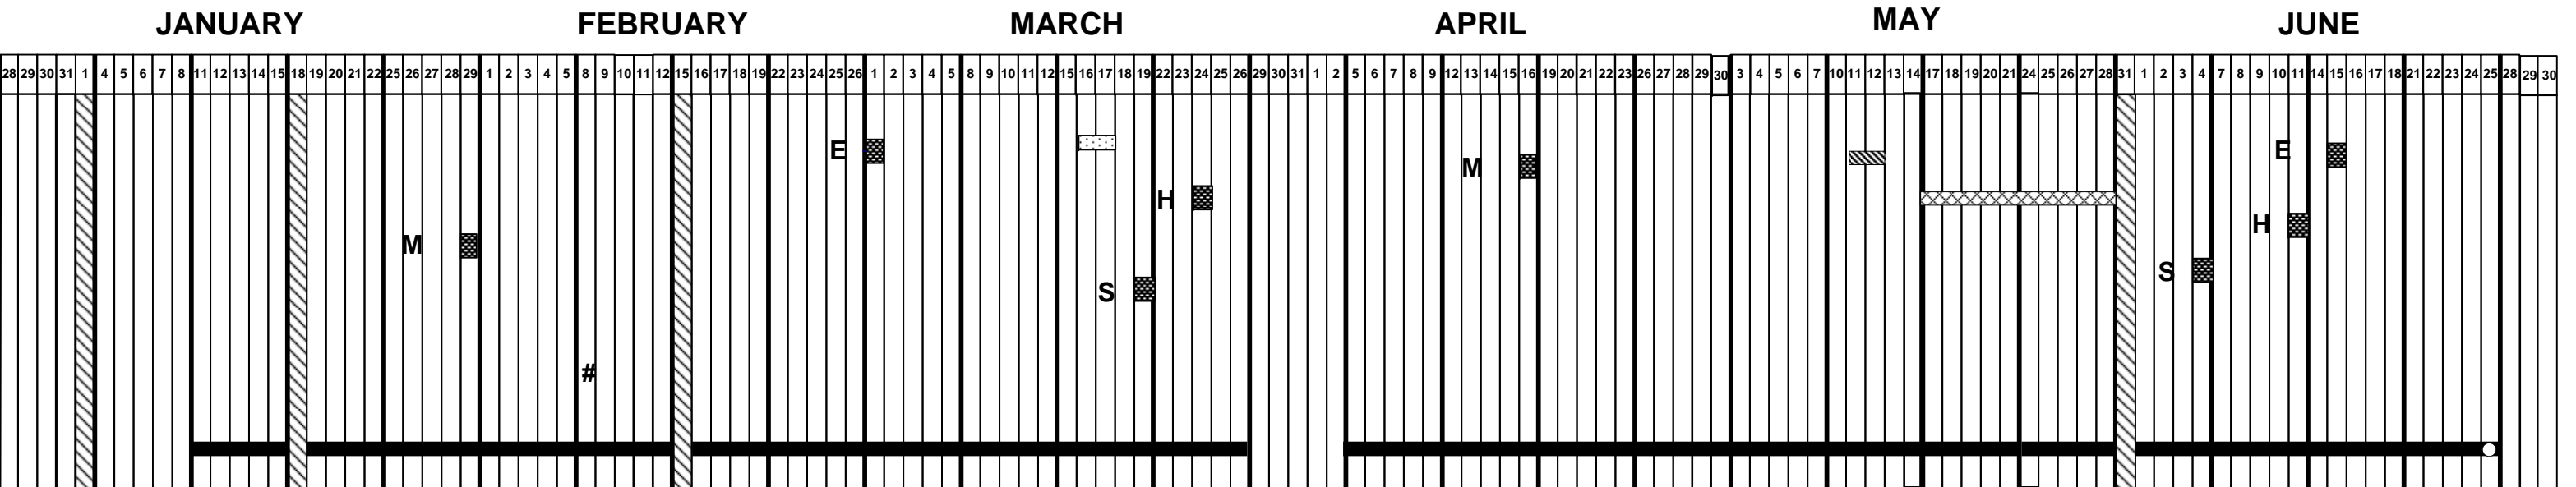 JANUARY FEBRUARY MARCH APRIL MAY JUNE
28 29 30 31 1 4 5 6 7 8 11 12 13 14 15 18 19 20 21 22 25 26 27 28 29 1 2 3 4 5 8 9 10 11 12 15 16 17 18 19 22 23 24 25 26 1 2 3 4 5 8 9 10 11 12 15 16 17 18 19 22 23 24 25 26 29 30 31 1 2 5 6 7 8 9 12 13 14 15 16 19 20 21 22 23 26 27 28 29 30 3 4 5 6 7 10 11 12 13 14 17 18 19 20 21 24 25 26 27 28 31 1 2 3 4 7 8 9 10 11 14 15 16 17 18 21 22 23 24 25 28 29 30
E M E
H H
M S S
#